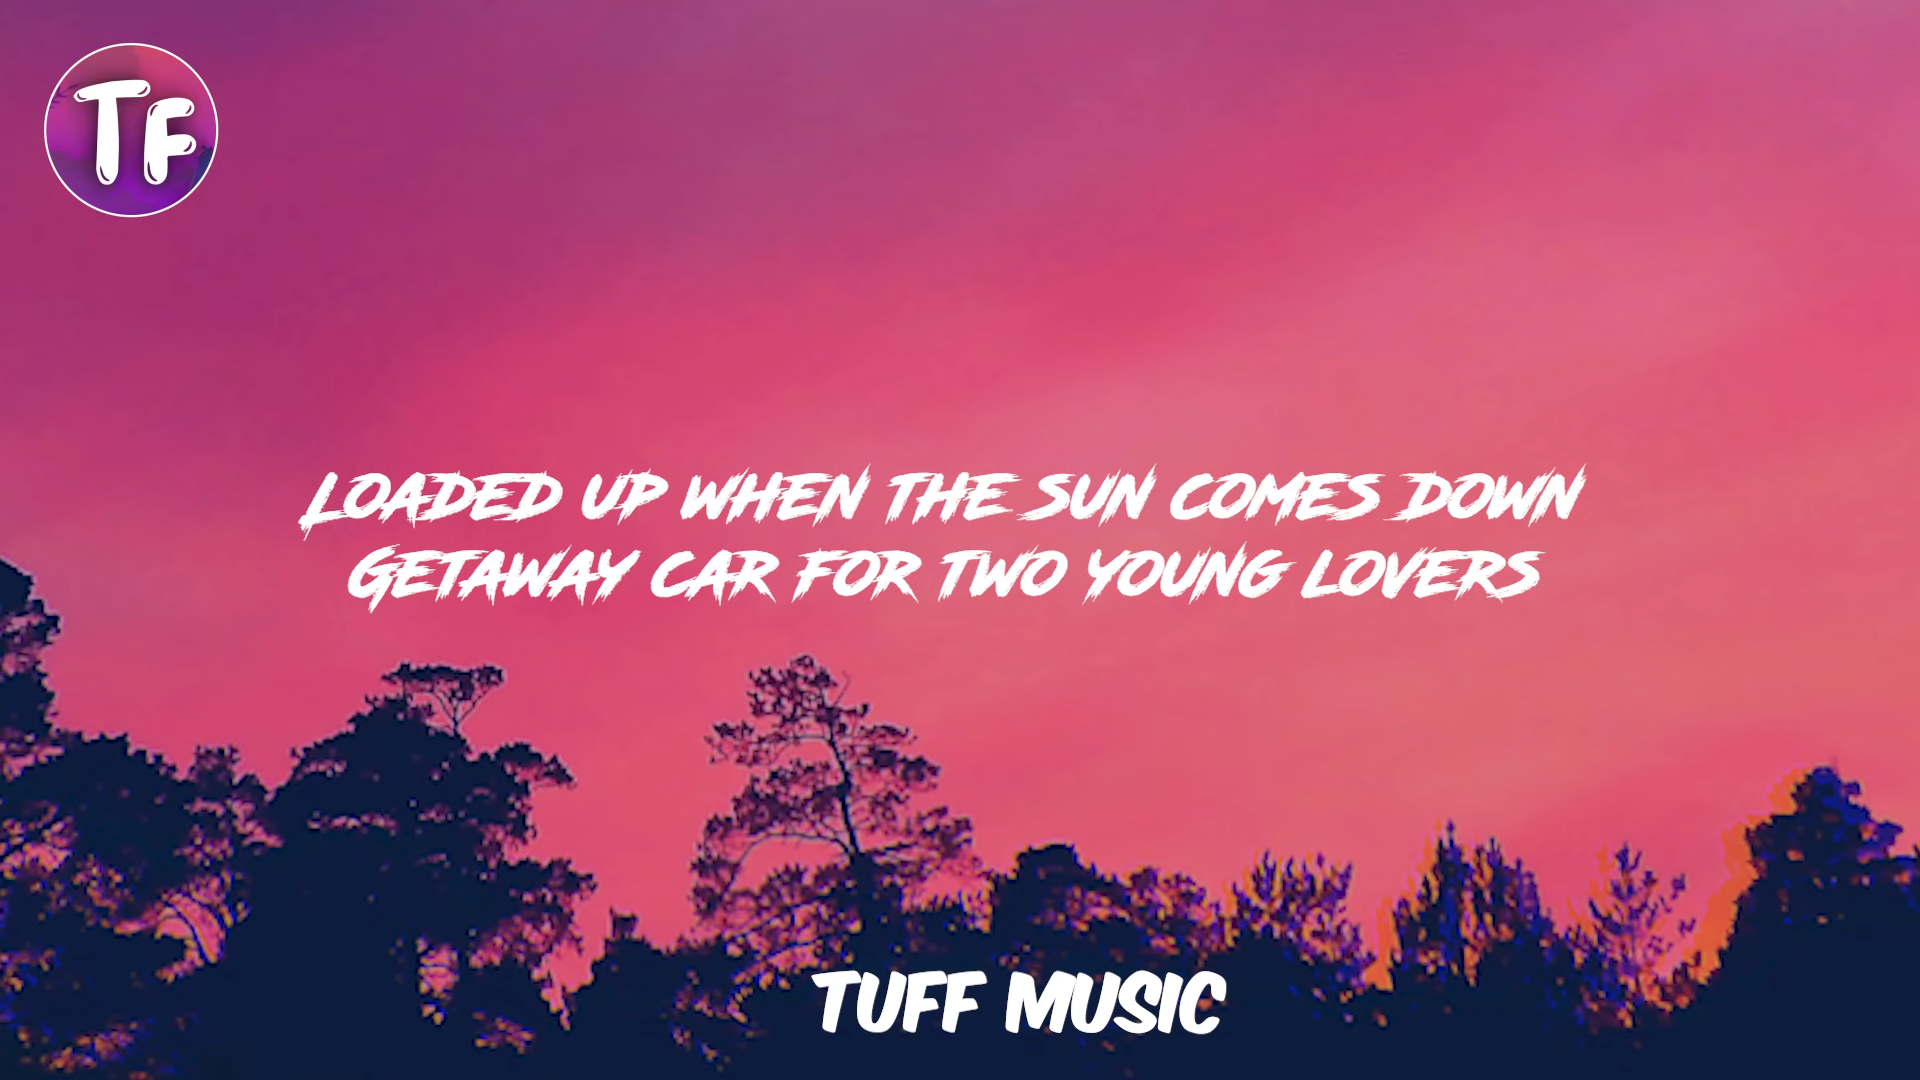 TF
LOADED UP WHEN THE SUN COMES DOWN
GETAWAY CAR FOR TWO YOUNG LOVERS
TUFF MUSIC